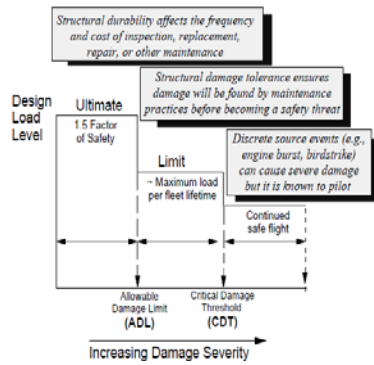 Structural durability affects the frequency
and cost of inspection, replacement,
repair, or other maintenance
Structural damage tolerance ensures
damage will be found by maintenance
practices before becoming a safety threat
Design
Load
Level
Ultimate
1.5 Factor
of Safety
Discrete source events (e.g.,
engine burst, birdstrike)
can cause severe damage
but it is known to pilot
Limit
~ Maximum load
per fleet lifetime
Continued
safe flight
Allowable
Damage Limit
(ADL)
Critical Damage
Threshold
(CDT)
Increasing Damage Severity